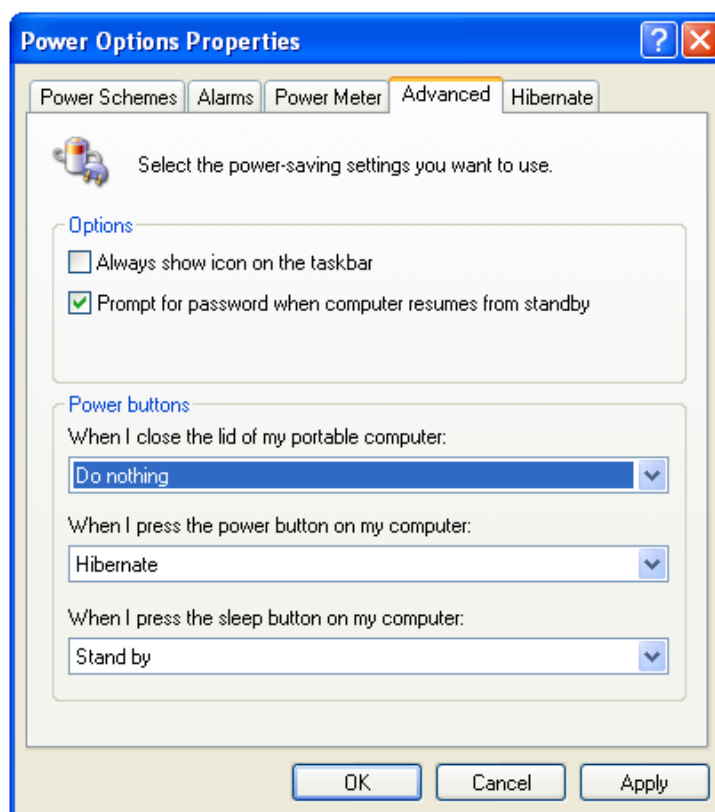 Power Options Properties
Power Schemes Alarms Power Meter Advanced Hibernate
Select the power-saving settings you want to use.
Options
Always show icon on the taskbar
Prompt for password when computer resumes from standby
Power buttons
When I close the lid of my portable computer:
Do nothing
When I press the power button on my computer:
Hibernate
When I press the sleep button on my computer:
Stand by
OK Cancel Apply